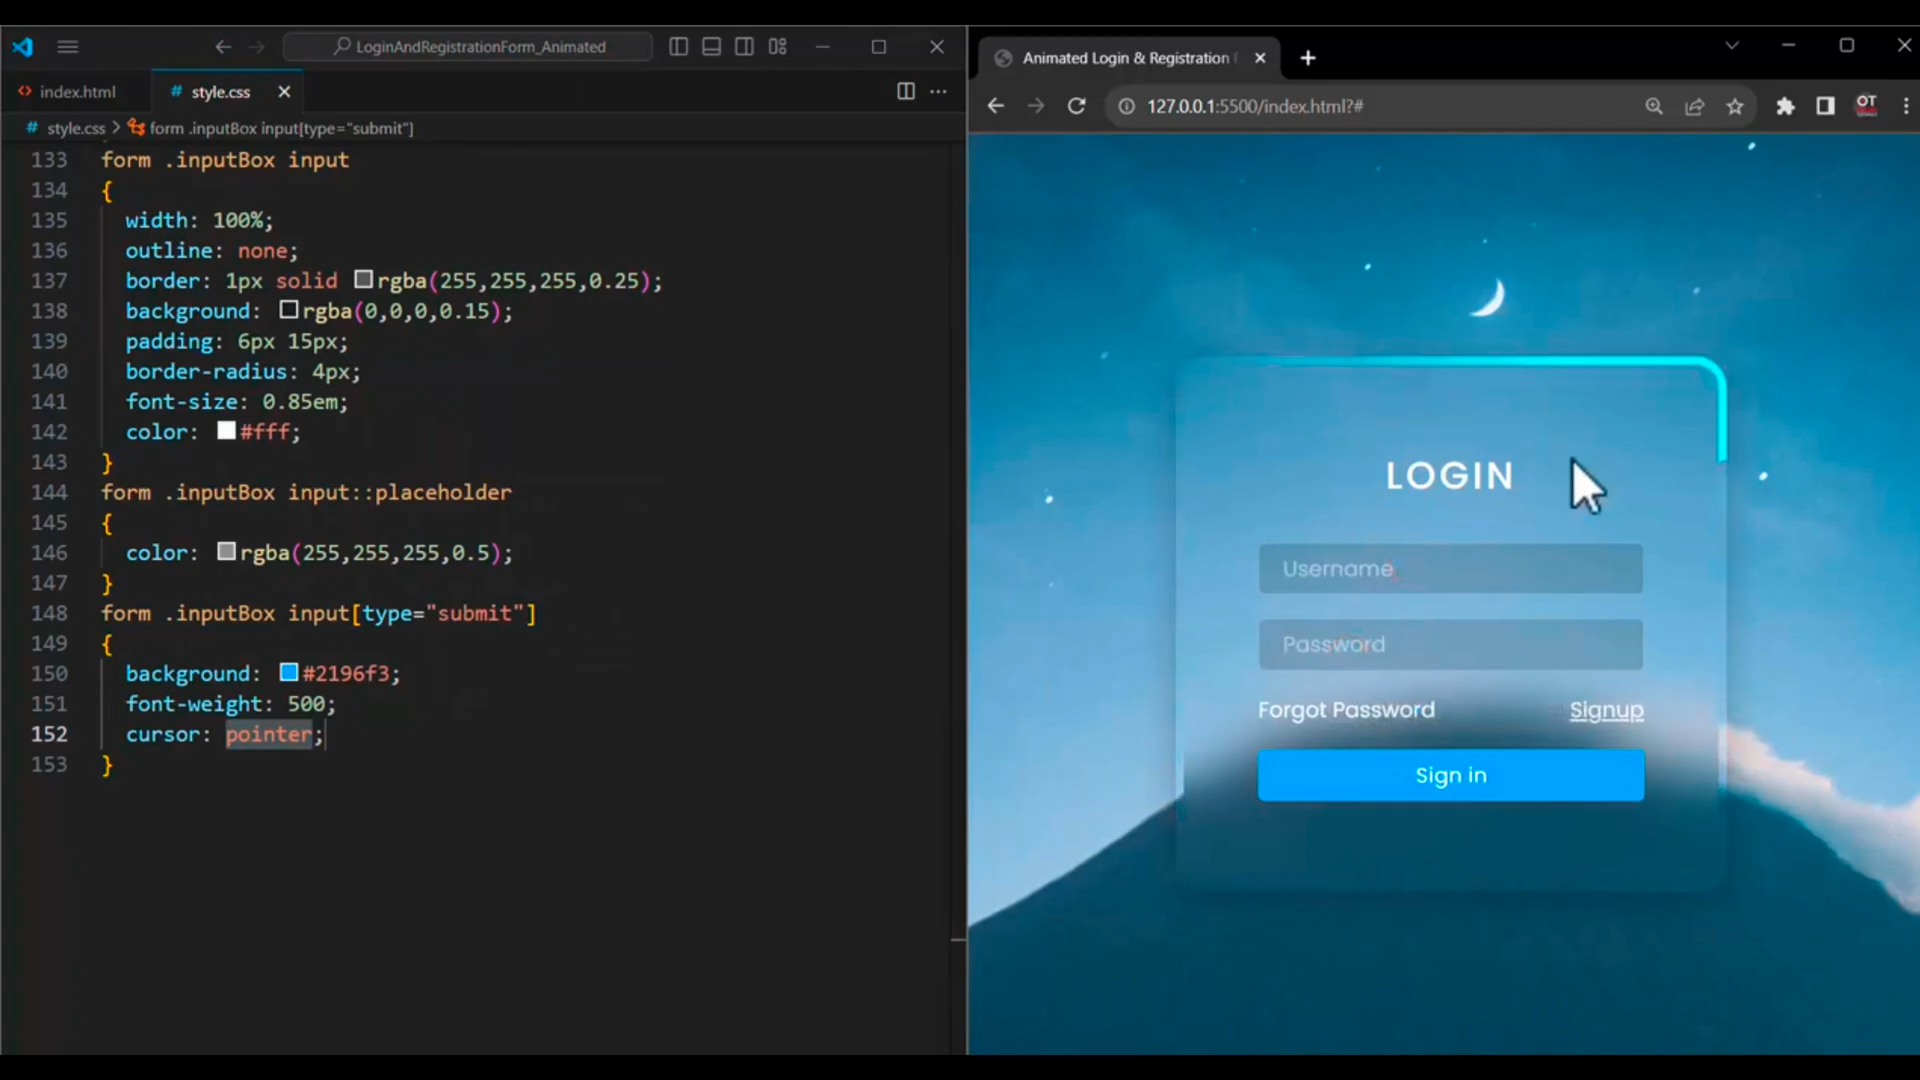 LoginAndRegistrationForm_Animated
index.html
# style.css
# style.css > form .inputBox input[type="submit"]
133 form .inputBox input
134 {
135 width: 100%;
136 outline: none;
137 border: 1px solid rgba(255,255,255,0.25);
138 background: rgba(0,0,0,0.15);
139 padding: 6px 15px;
140 border-radius: 4px;
141 font-size: 0.85em;
142 color: #fff;
143 }
144 form .inputBox input::placeholder
145 {
146 color: rgba(255,255,255,0.5);
147 }
148 form .inputBox input[type="submit"]
149 {
150 background: #2196f3;
151 font-weight: 500;
152 cursor: pointer;
153 }
Animated Login & Registration
127.0.0.1:5500/index.html?#
OT
LOGIN
Username
Password
Forgot Password
Signup
Sign in